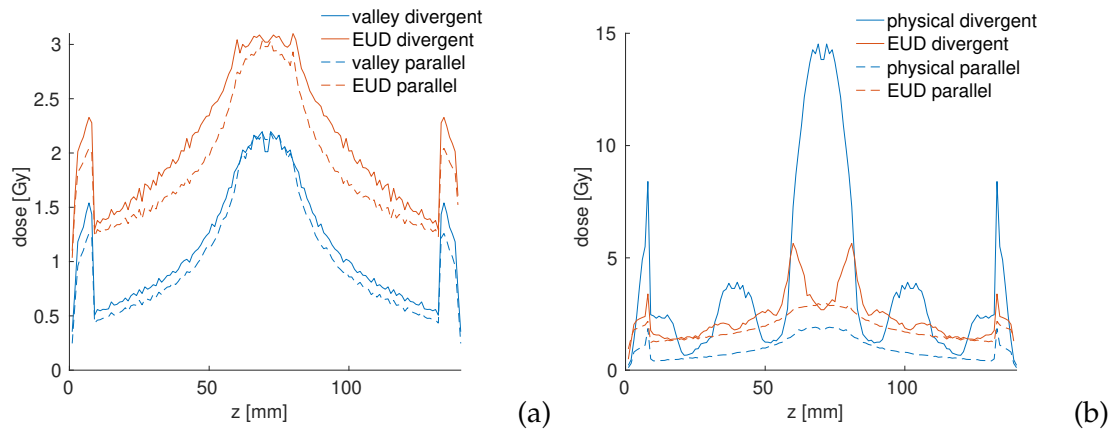 valley divergent
EUD divergent
valley parallel
EUD parallel
3
2.5
2
1.5
1
0.5
0
dose [Gy]
0
50
100
z [mm]
(a)
physical divergent
EUD divergent
physical parallel
EUD parallel
15
10
5
0
dose [Gy]
0
50
100
z [mm]
(b)